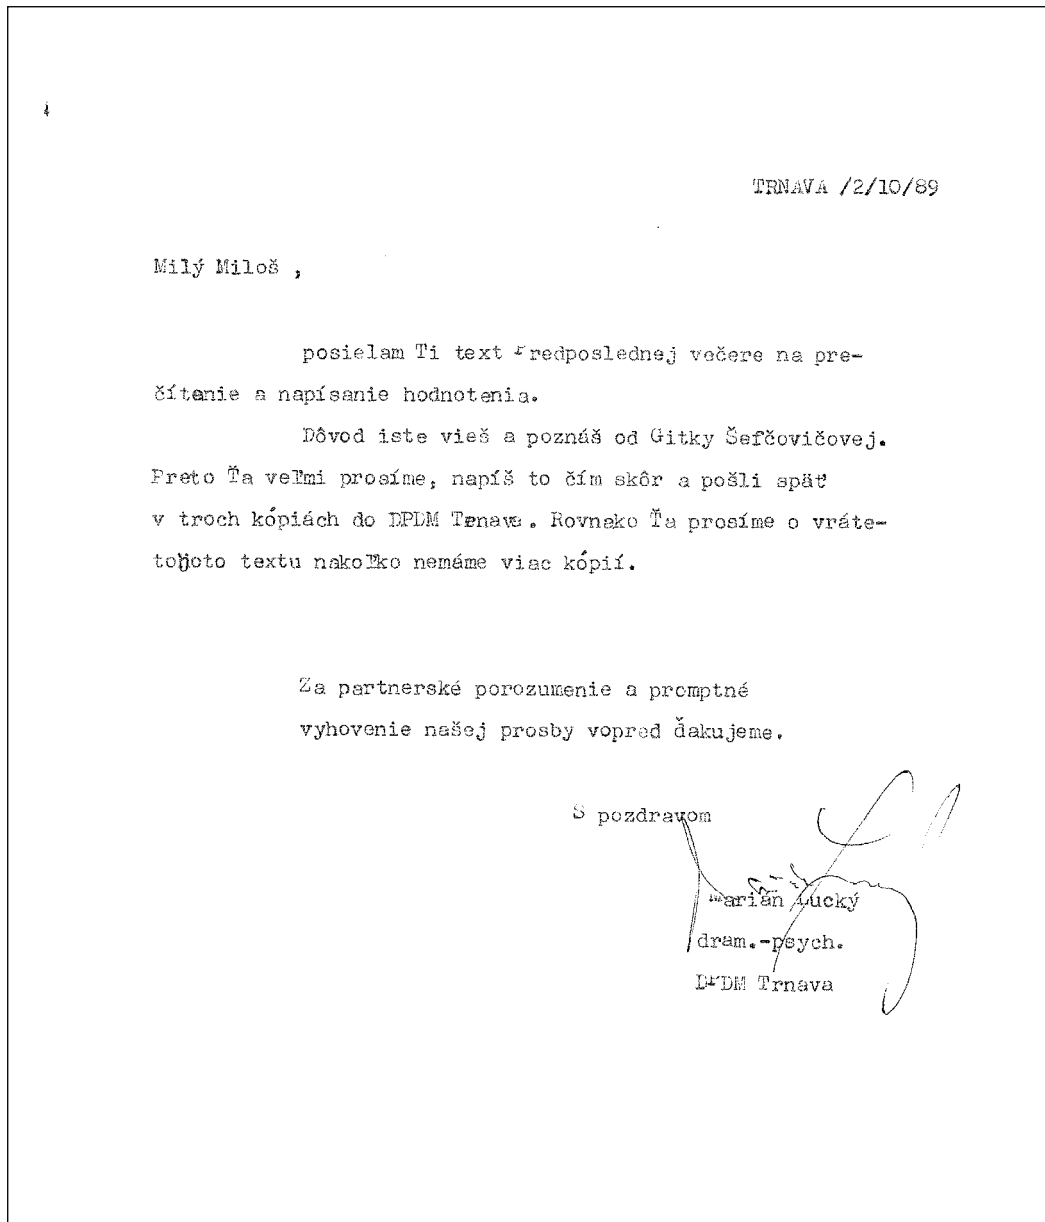 TRNAVA /2/10/89
Milý Miloš ,
posielam Ti text Predposlednej večere na pre-
čítanie a napísanie hodnotenia.
Dôvod iste vieš a poznáš od Gitky Šefčovičovej.
Preto Ťa veľmi prosíme, napíš to čím skôr a pošli späť
v troch kópiách do DPDM Trnava. Rovnako Ťa prosíme o vráte-
tohoto textu nakoľko nemáme viac kópií.
Za partnerské porozumenie a promptné
vyhovenie našej prosby vopred ďakujeme.
S pozdravom
Marián Lucký
dram.-psych.
DPDM Trnava